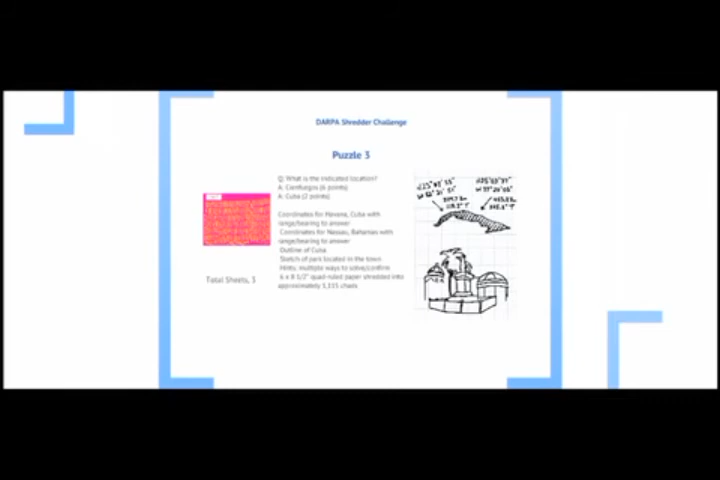 DARPA Shredder Challenge
Puzzle 3
Q: What is the indicated location?
A: Cienfuegos (6 points)
A: Cuba (2 points)
Coordinates for Havana, Cuba with
range/bearing to answer
Coordinates for Nassau, Bahamas with
range/bearing to answer
Outline of Cuba
Sketch of park located in the town
Hints: multiple ways to solve/confirm
6 x 8 1/2" quad-ruled paper shredded into
approximately 1,115 chads
Total Sheets, 3